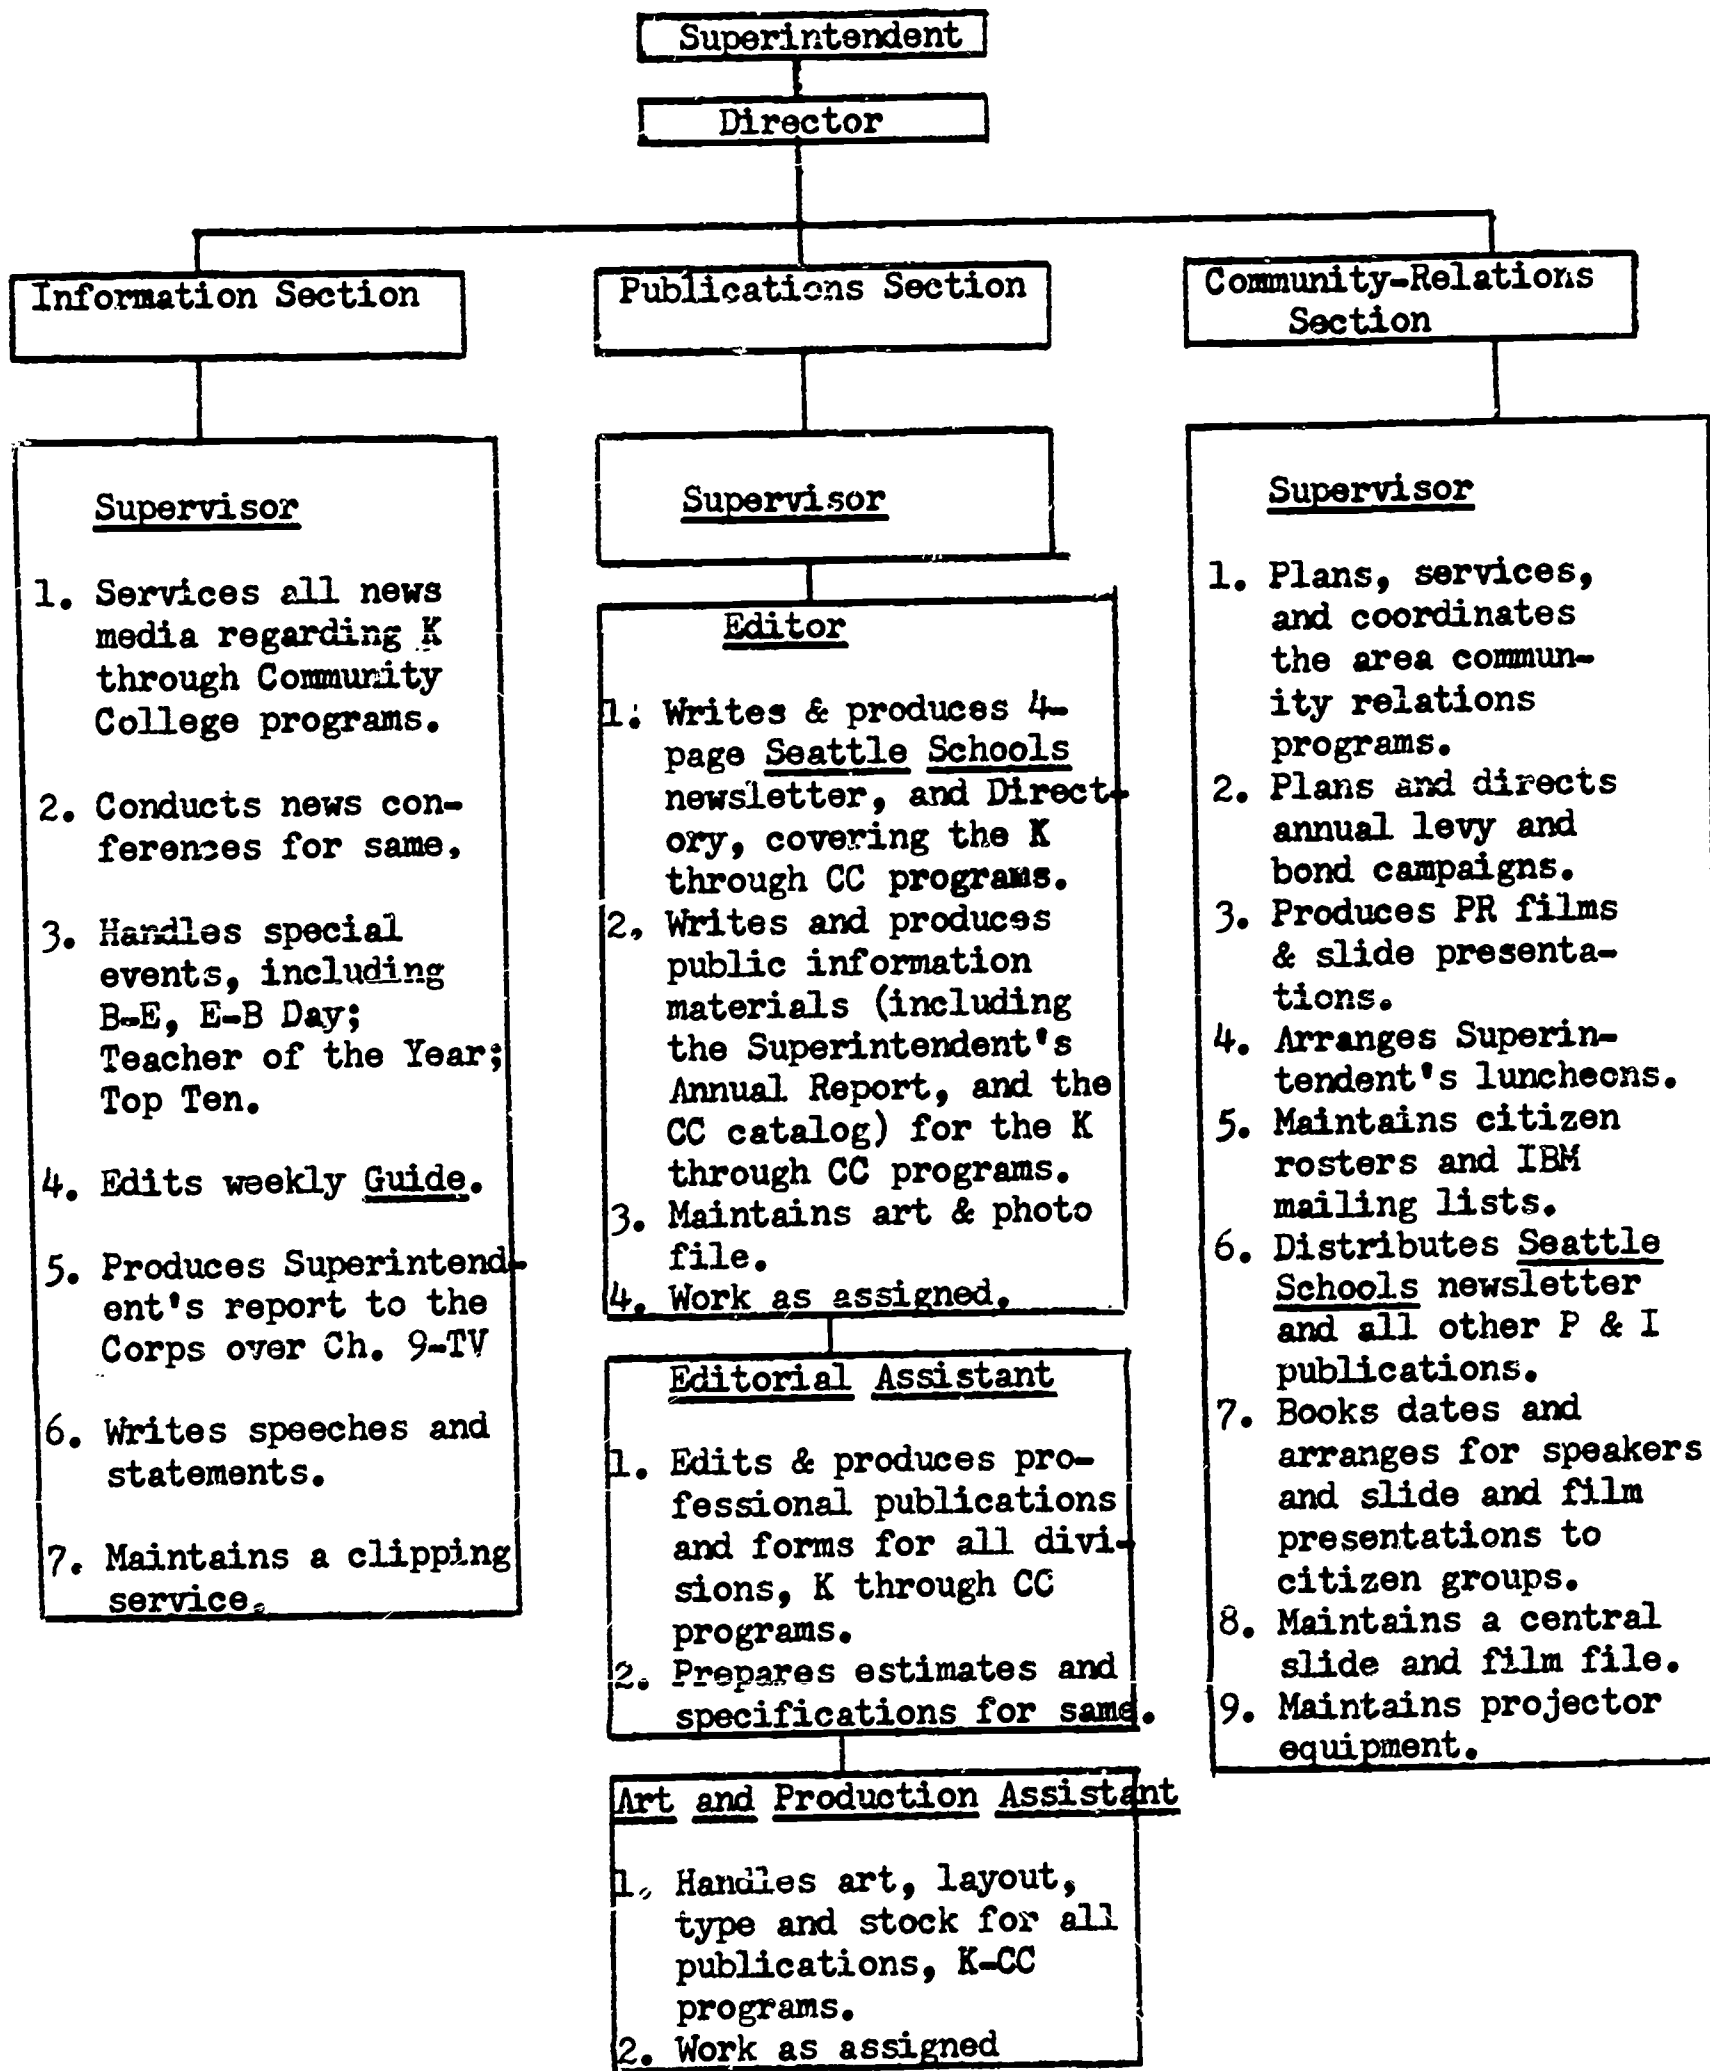 Superintendent
Director
Information Section
Supervisor
1. Services all news
media regarding K
through Community
College programs.
2. Conducts news con-
ferences for same.
3. Handles special
events, including
B-E, E-B Day;
Teacher of the Year;
Top Ten.
4. Edits weekly Guide.
5. Produces Superintend-
ent's report to the
Corps over Ch. 9-TV
6. Writes speeches and
statements.
7. Maintains a clipping
service.
Publications Section
Supervisor
Editor
1. Writes & produces 4-
page Seattle Schools
newsletter, and Direct-
ory, covering the K
through CC programs.
2. Writes and produces
public information
materials (including
the Superintendent's
Annual Report, and the
CC catalog) for the K
through CC programs.
3. Maintains art & photo
file.
4. Work as assigned.
Editorial Assistant
1. Edits & produces pro-
fessional publications
and forms for all divi-
sions, K through CC
programs.
2. Prepares estimates and
specifications for same.
Art and Production Assistant
1. Handles art, layout,
type and stock for all
publications, K-CC
programs.
2. Work as assigned
Community-Relations
Section
Supervisor
1. Plans, services,
and coordinates
the area commun-
ity relations
programs.
2. Plans and directs
annual levy and
bond campaigns.
3. Produces PR films
& slide presenta-
tions.
4. Arranges Superin-
tendent's luncheons.
5. Maintains citizen
rosters and IBM
mailing lists.
6. Distributes Seattle
Schools newsletter
and all other P & I
publications.
7. Books dates and
arranges for speakers
and slide and film
presentations to
citizen groups.
8. Maintains a central
slide and film file.
9. Maintains projector
equipment.